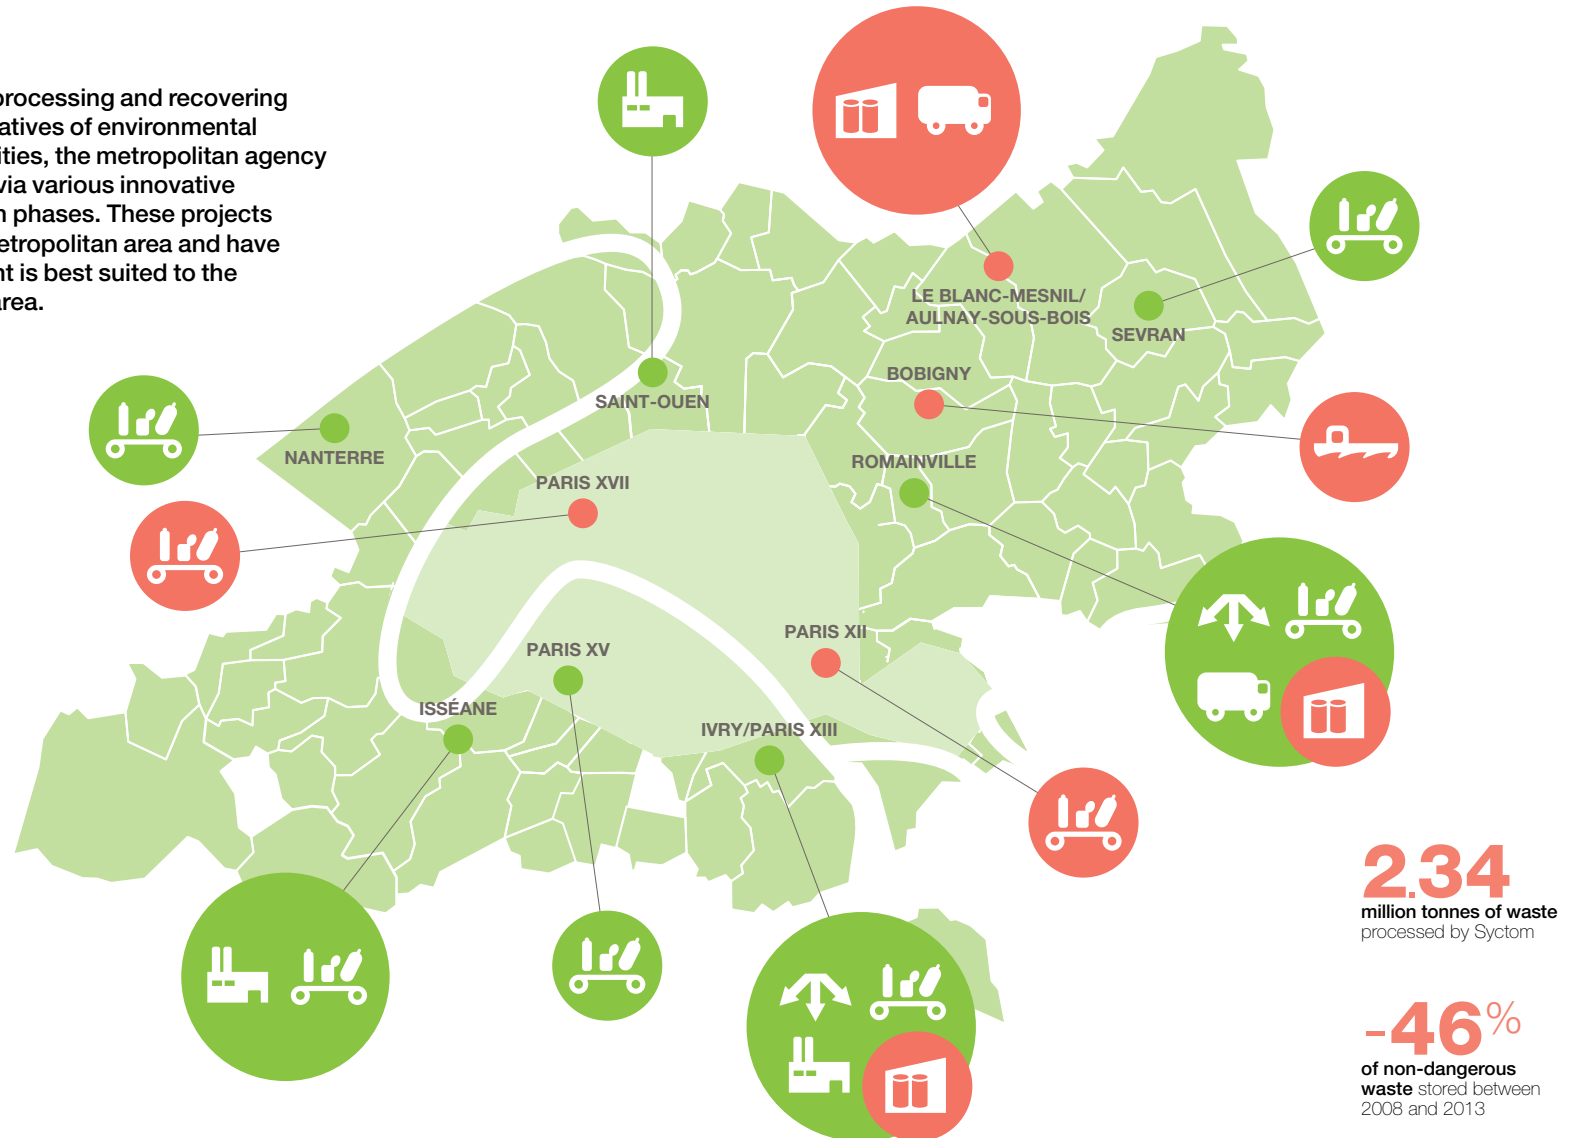 processing and recovering
atives of environmental
ities, the metropolitan agency
via various innovative
n phases. These projects
etropolitan area and have
nt is best suited to the
area.
LE BLANC-MESNIL/
AULNAY-SOUS-BOIS
SEVRAN
BOBIGNY
SAINT-OUEN
NANTERRE
ROMAINVILLE
PARIS XVII
PARIS XII
PARIS XV
ISSÉANE
IVRY/PARIS XIII
2.34
million tonnes of waste
processed by Syctom
-46%
of non-dangerous
waste stored between
2008 and 2013